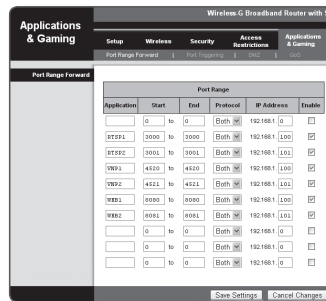 Wireless-G Broadband Router with S
Applications
& Gaming
Setup Wireless Security Access Restrictions Applications & Gaming
Port Range Forward | Port Triggering | DMZ | QoS
Port Range Forward
Port Range
Application Start End Protocol IP Address Enable
0 to 0 Both 192.168.1. 0
RTSP1 3000 to 3000 Both 192.168.1. 100
RTSP2 3001 to 3001 Both 192.168.1. 101
VNP1 4520 to 4520 Both 192.168.1. 100
VNP2 4521 to 4521 Both 192.168.1. 101
WEB1 8080 to 8080 Both 192.168.1. 100
WEB2 8081 to 8081 Both 192.168.1. 101
0 to 0 Both 192.168.1. 0
0 to 0 Both 192.168.1. 0
0 to 0 Both 192.168.1. 0
Save Settings Cancel Changes